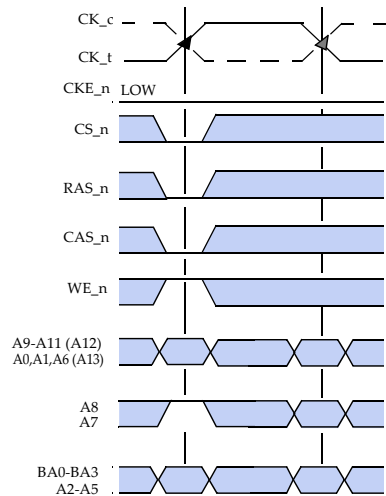 CK_c
CK_t
CKE_n LOW
CS_n
RAS_n
CAS_n
WE_n
A9-A11 (A12)
A0,A1,A6 (A13)
A8
A7
BA0-BA3
A2-A5